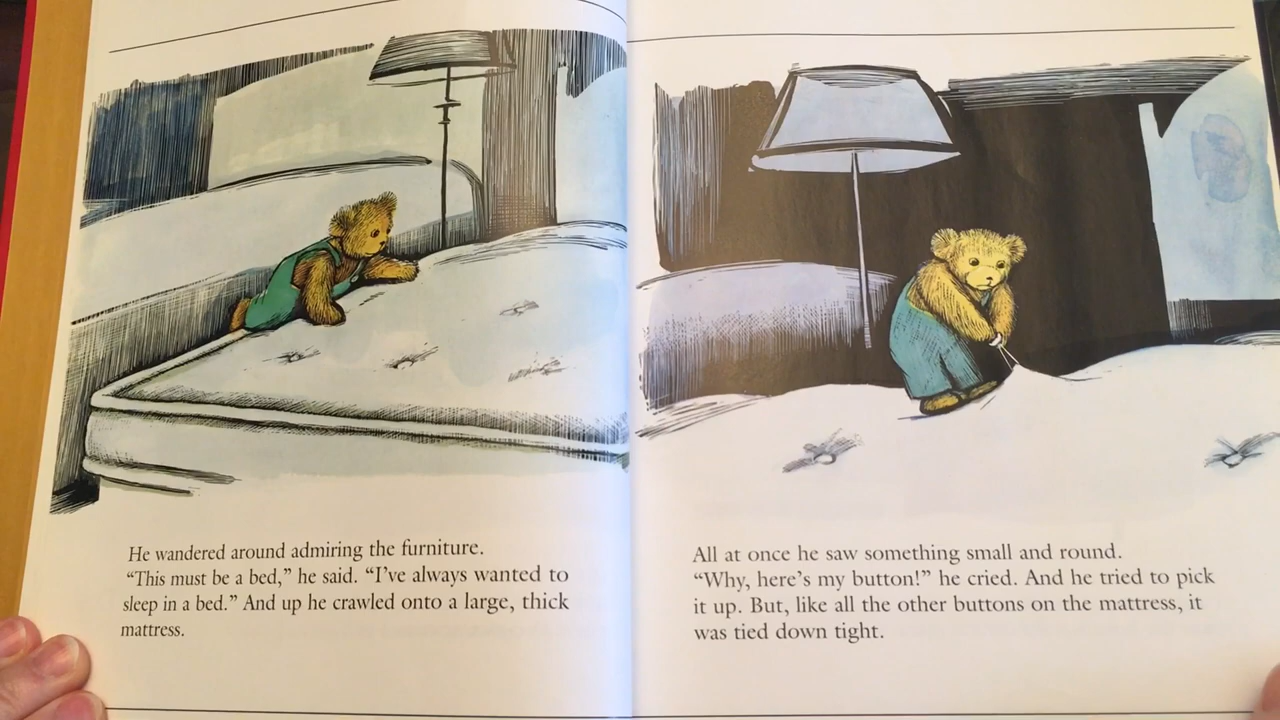 He wandered around admiring the furniture.
“This must be a bed,” he said. “I’ve always wanted to
sleep in a bed.” And up he crawled onto a large, thick
mattress.
All at once he saw something small and round.
“Why, here’s my button!” he cried. And he tried to pick
it up. But, like all the other buttons on the mattress, it
was tied down tight.